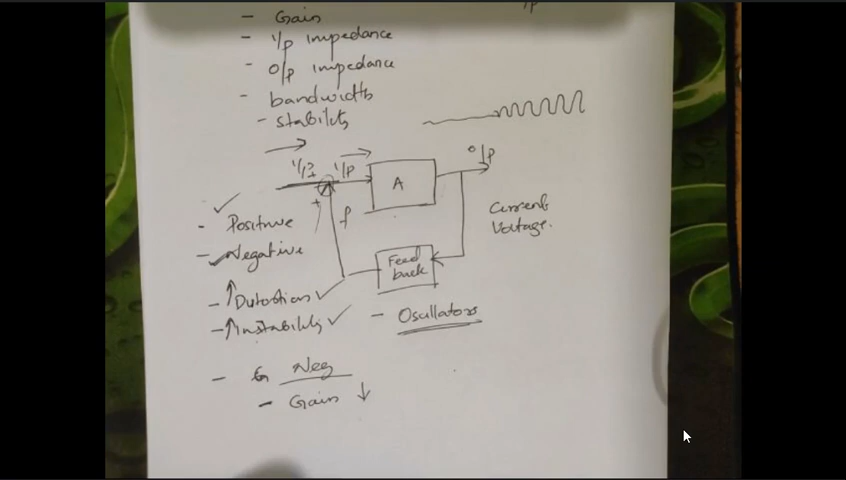 - Gain
- I/p impedance
- O/p impedance
- bandwidth
- stability
I/P
O/p
A
+
f
Current
Voltage.
- Positive
- Negative
Feed
back
- ↑ Distortion ✓
- ↑ Instability ✓
- Oscillators
- Neg
- Gain ↓